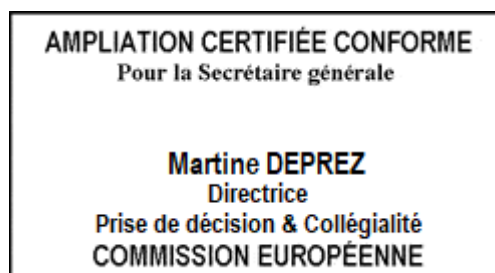 AMPLIATION CERTIFIÉE CONFORME
Pour la Secrétaire générale
Martine DEPREZ
Directrice
Prise de décision & Collégialité
COMMISSION EUROPÉENNE